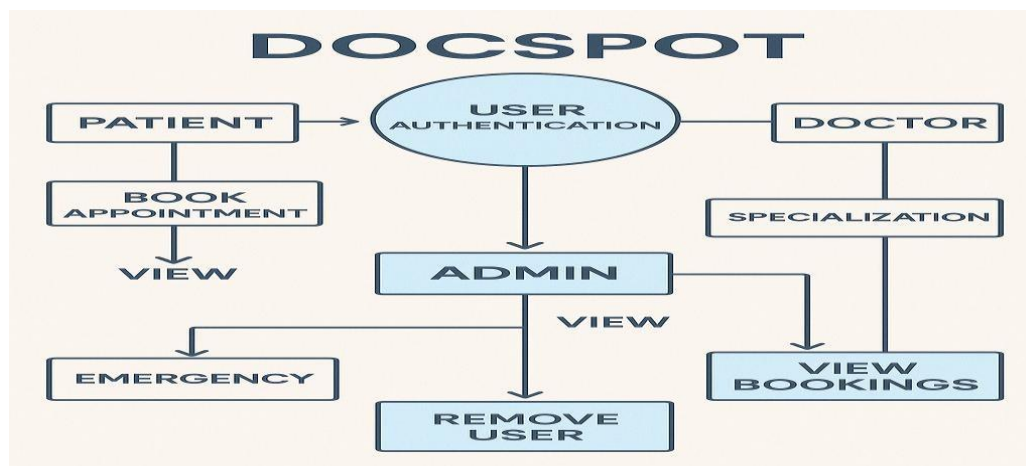 DOCSPOT
PATIENT
USER
AUTHENTICATION
DOCTOR
BOOK
APPOINTMENT
SPECIALIZATION
VIEW
ADMIN
VIEW
EMERGENCY
VIEW
BOOKINGS
REMOVE
USER